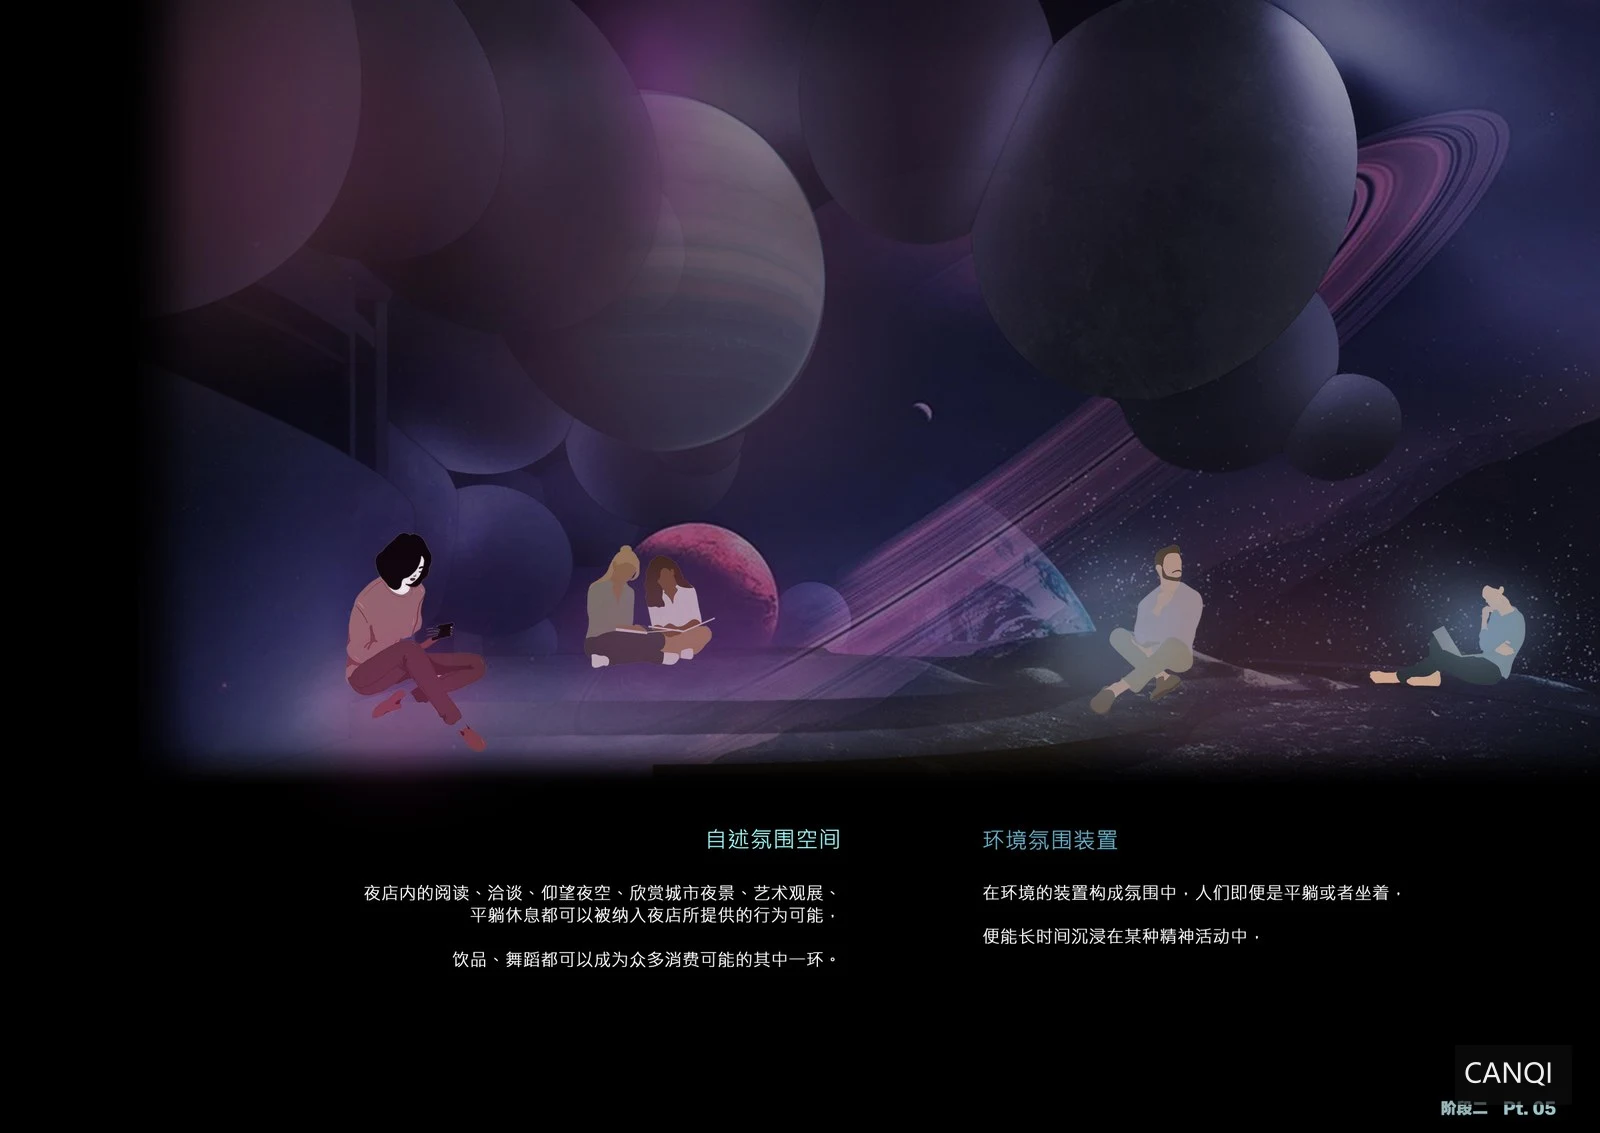 自述氛围空间
夜店内的阅读、洽谈、仰望夜空、欣赏城市夜景、艺术观展、
平躺休息都可以被纳入夜店所提供的行为可能，
饮品、舞蹈都可以成为众多消费可能的其中一环。
环境氛围装置
在环境的装置构成氛围中，人们即便是平躺或者坐着，
便能长时间沉浸在某种精神活动中，
CANQI
阶段二 Pt. 05